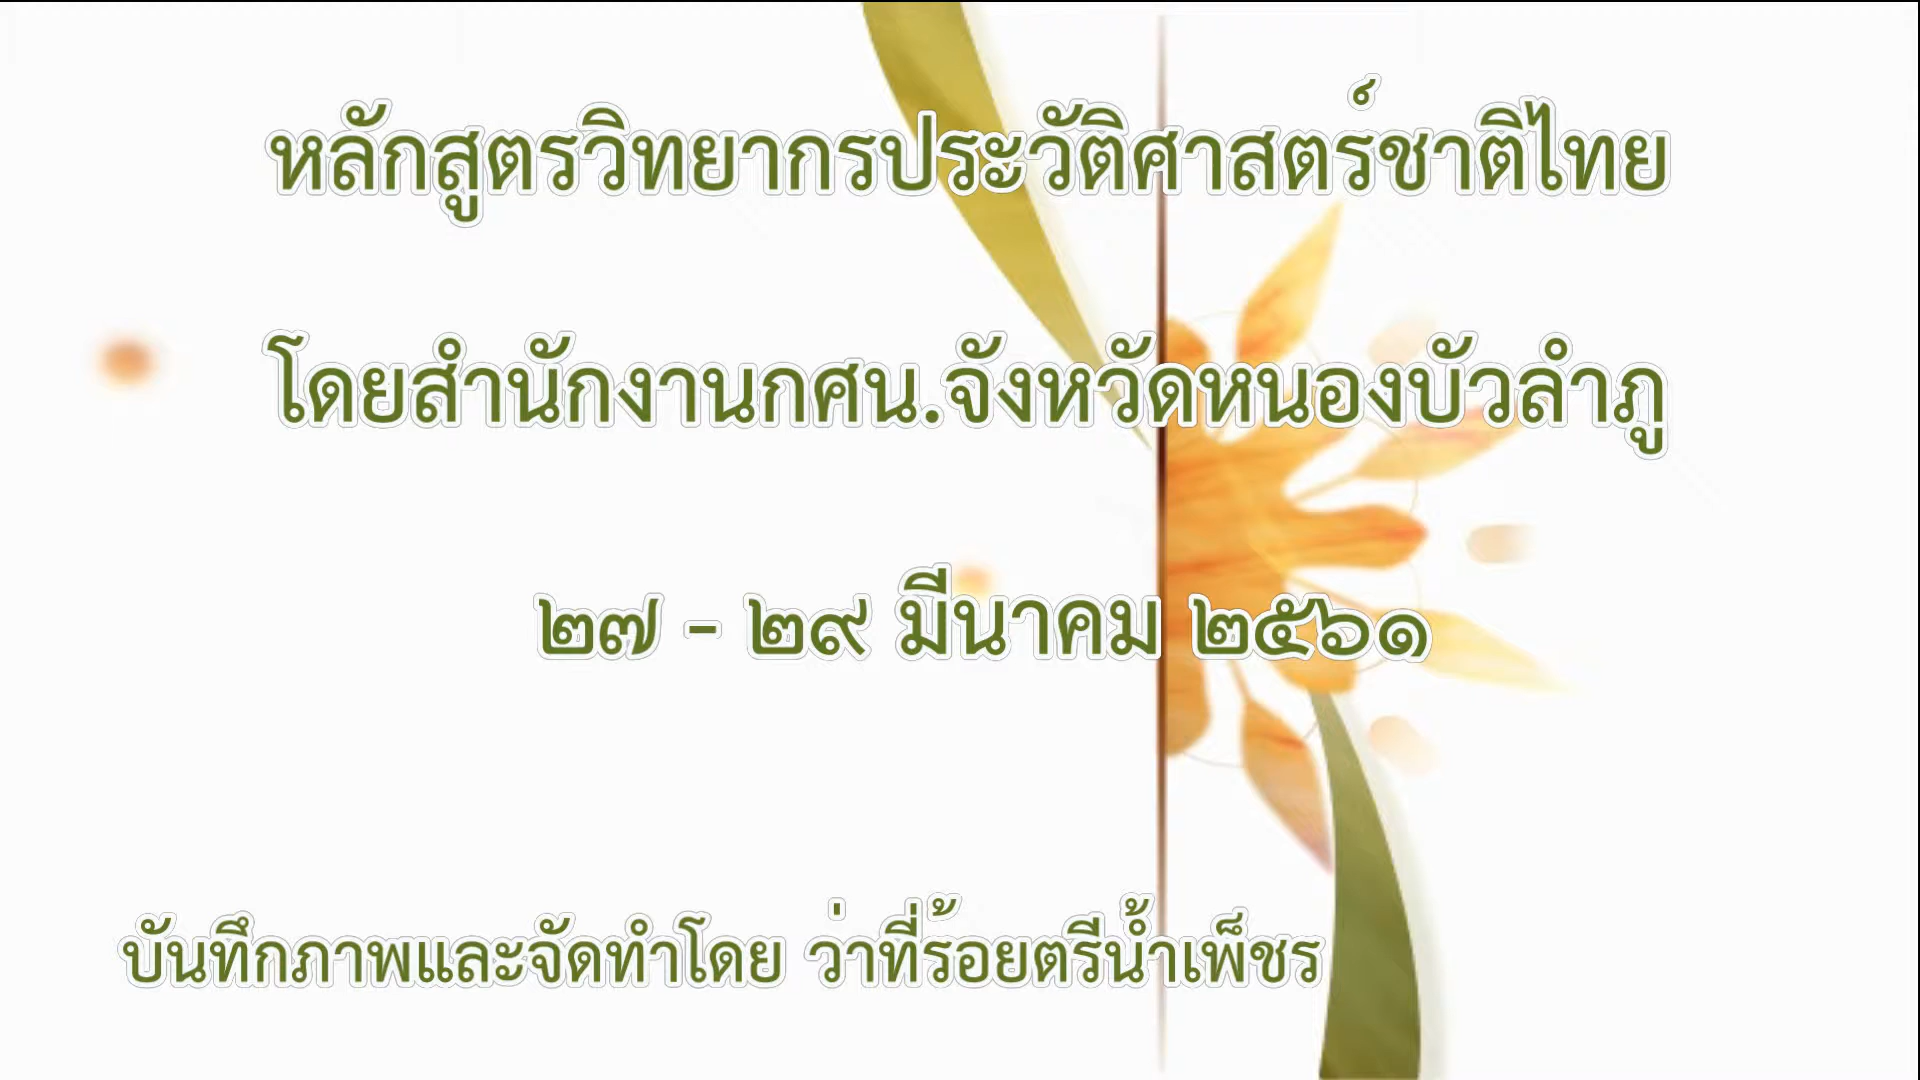 หลักสูตรวิทยากรประวัติศาสตร์ชาติไทย
โดยสำนักงานกศน.จังหวัดหนองบัวลำภู
๒๗ - ๒๙ มีนาคม ๒๕๖๑
บันทึกภาพและจัดทำโดย ว่าที่ร้อยตรีน้ำเพ็ชร